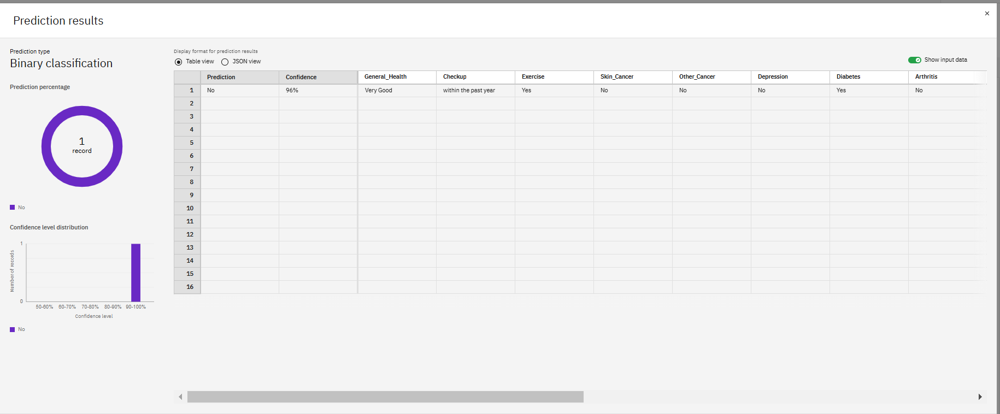 Prediction results
×
Prediction type
Binary classification
Prediction percentage
1
record
No
Confidence level distribution
Number of records
1
0
50-60% 60-70% 70-80% 80-90% 90-100%
Confidence level
No
Display format for prediction results
Table view JSON view
Show input data
Prediction Confidence General_Health Checkup Exercise Skin_Cancer Other_Cancer Depression Diabetes Arthritis
1 No 96% Very Good within the past year Yes No No No Yes No
2
3
4
5
6
7
8
9
10
11
12
13
14
15
16